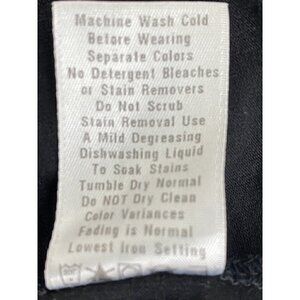 Machine Wash Cold
Before Wearing
Separate Colors
No Detergent Bleaches
or Stain Removers
Do Not Scrub
Stain Removal Use
A Mild Degreasing
Dishwashing Liquid
To Soak Stains
Tumble Dry Normal
Do NOT Dry Clean
Color Variances
Fading is Normal
Lowest Iron Setting